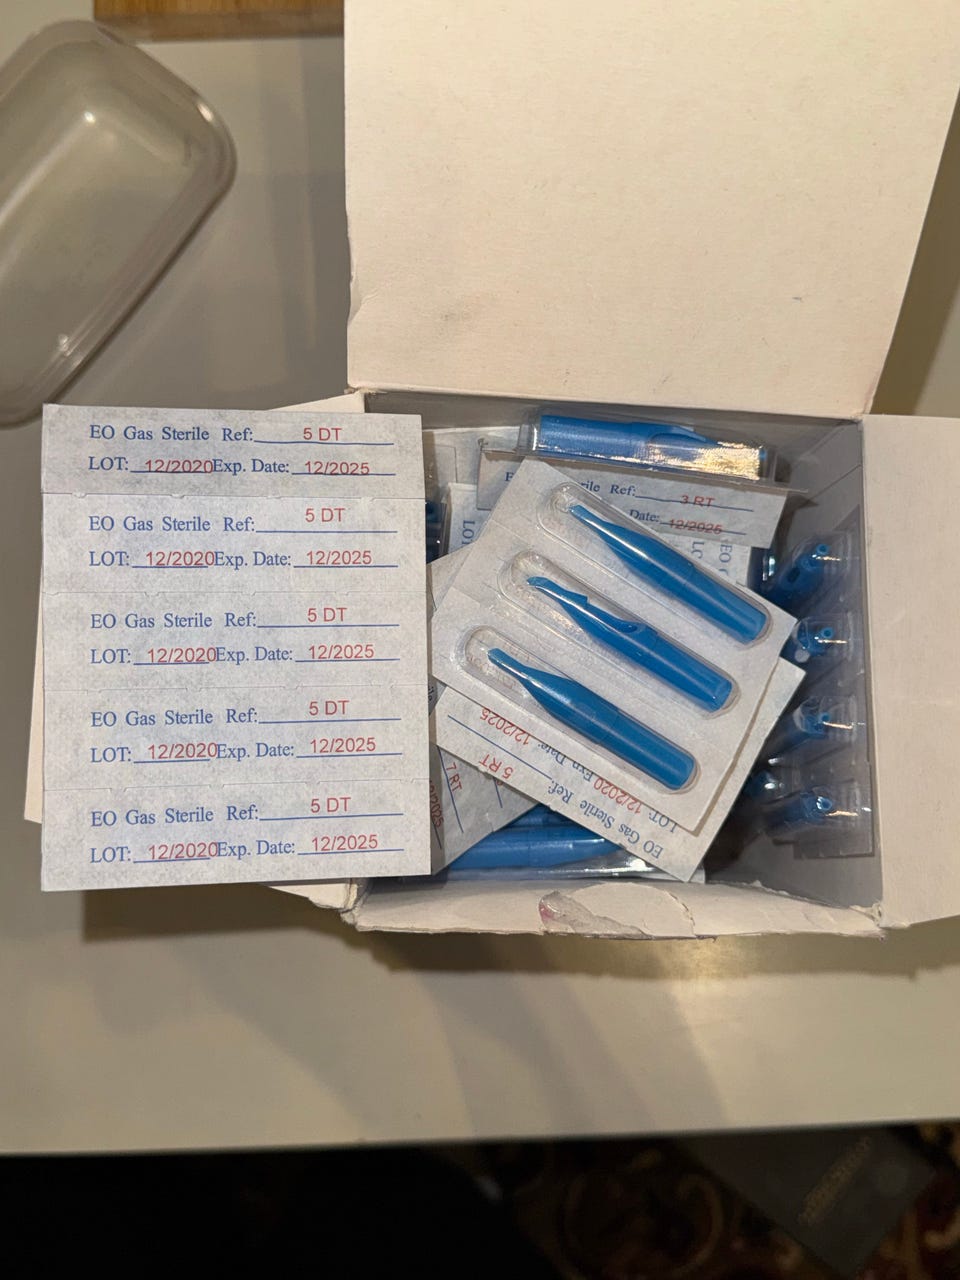 EO Gas Sterile Ref: 5 DT
LOT: 12/2020 Exp. Date: 12/2025
EO Gas Sterile Ref: 5 DT
LOT: 12/2020 Exp. Date: 12/2025
EO Gas Sterile Ref: 5 DT
LOT: 12/2020 Exp. Date: 12/2025
EO Gas Sterile Ref: 5 DT
LOT: 12/2020 Exp. Date: 12/2025
EO Gas Sterile Ref: 5 DT
LOT: 12/2020 Exp. Date: 12/2025
Ref: 3 RT
Date: 12/2025
EO Gas Sterile Ref: 5 RT
LOT: 12/2020 Exp. Date: 12/2025
7 RT
LOT
EO